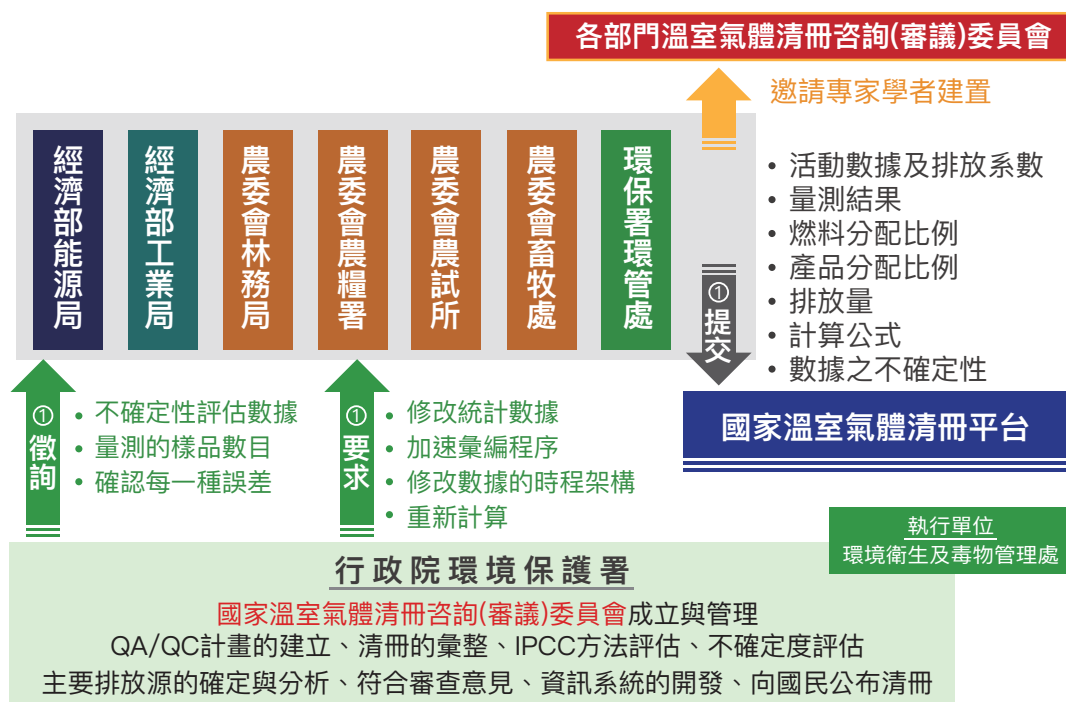 各部門溫室氣體清冊咨詢(審議)委員會
邀請專家學者建置
經濟部能源局
經濟部工業局
農委會林務局
農委會農糧署
農委會農試所
農委會畜牧處
環保署環管處
• 活動數據及排放系數
• 量測結果
• 燃料分配比例
• 產品分配比例
• 排放量
• 計算公式
• 數據之不確定性
①提交
國家溫室氣體清冊平台
①徵詢
• 不確定性評估數據
• 量測的樣品數目
• 確認每一種誤差
①要求
• 修改統計數據
• 加速彙編程序
• 修改數據的時程架構
• 重新計算
執行單位
環境衛生及毒物管理處
行政院環境保護署
國家溫室氣體清冊咨詢(審議)委員會成立與管理
QA/QC計畫的建立、清冊的彙整、IPCC方法評估、不確定度評估
主要排放源的確定與分析、符合審查意見、資訊系統的開發、向國民公布清冊